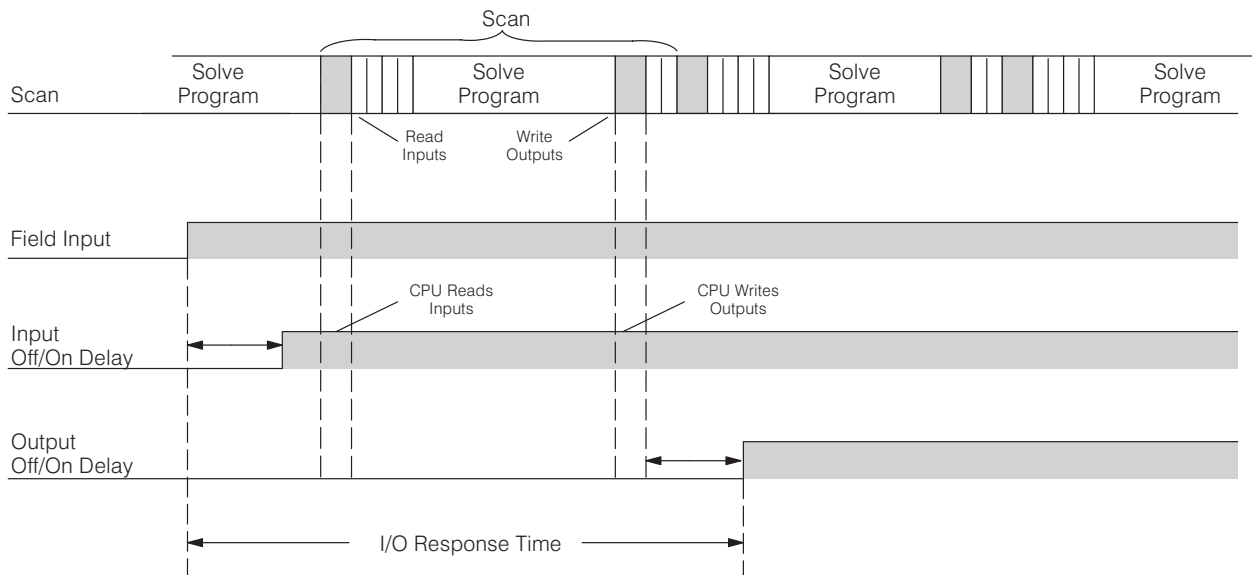 Scan
Scan
Solve
Program
Solve
Program
Solve
Program
Solve
Program
Read
Inputs
Write
Outputs
Field Input
CPU Reads
Inputs
CPU Writes
Outputs
Input
Off/On Delay
Output
Off/On Delay
I/O Response Time